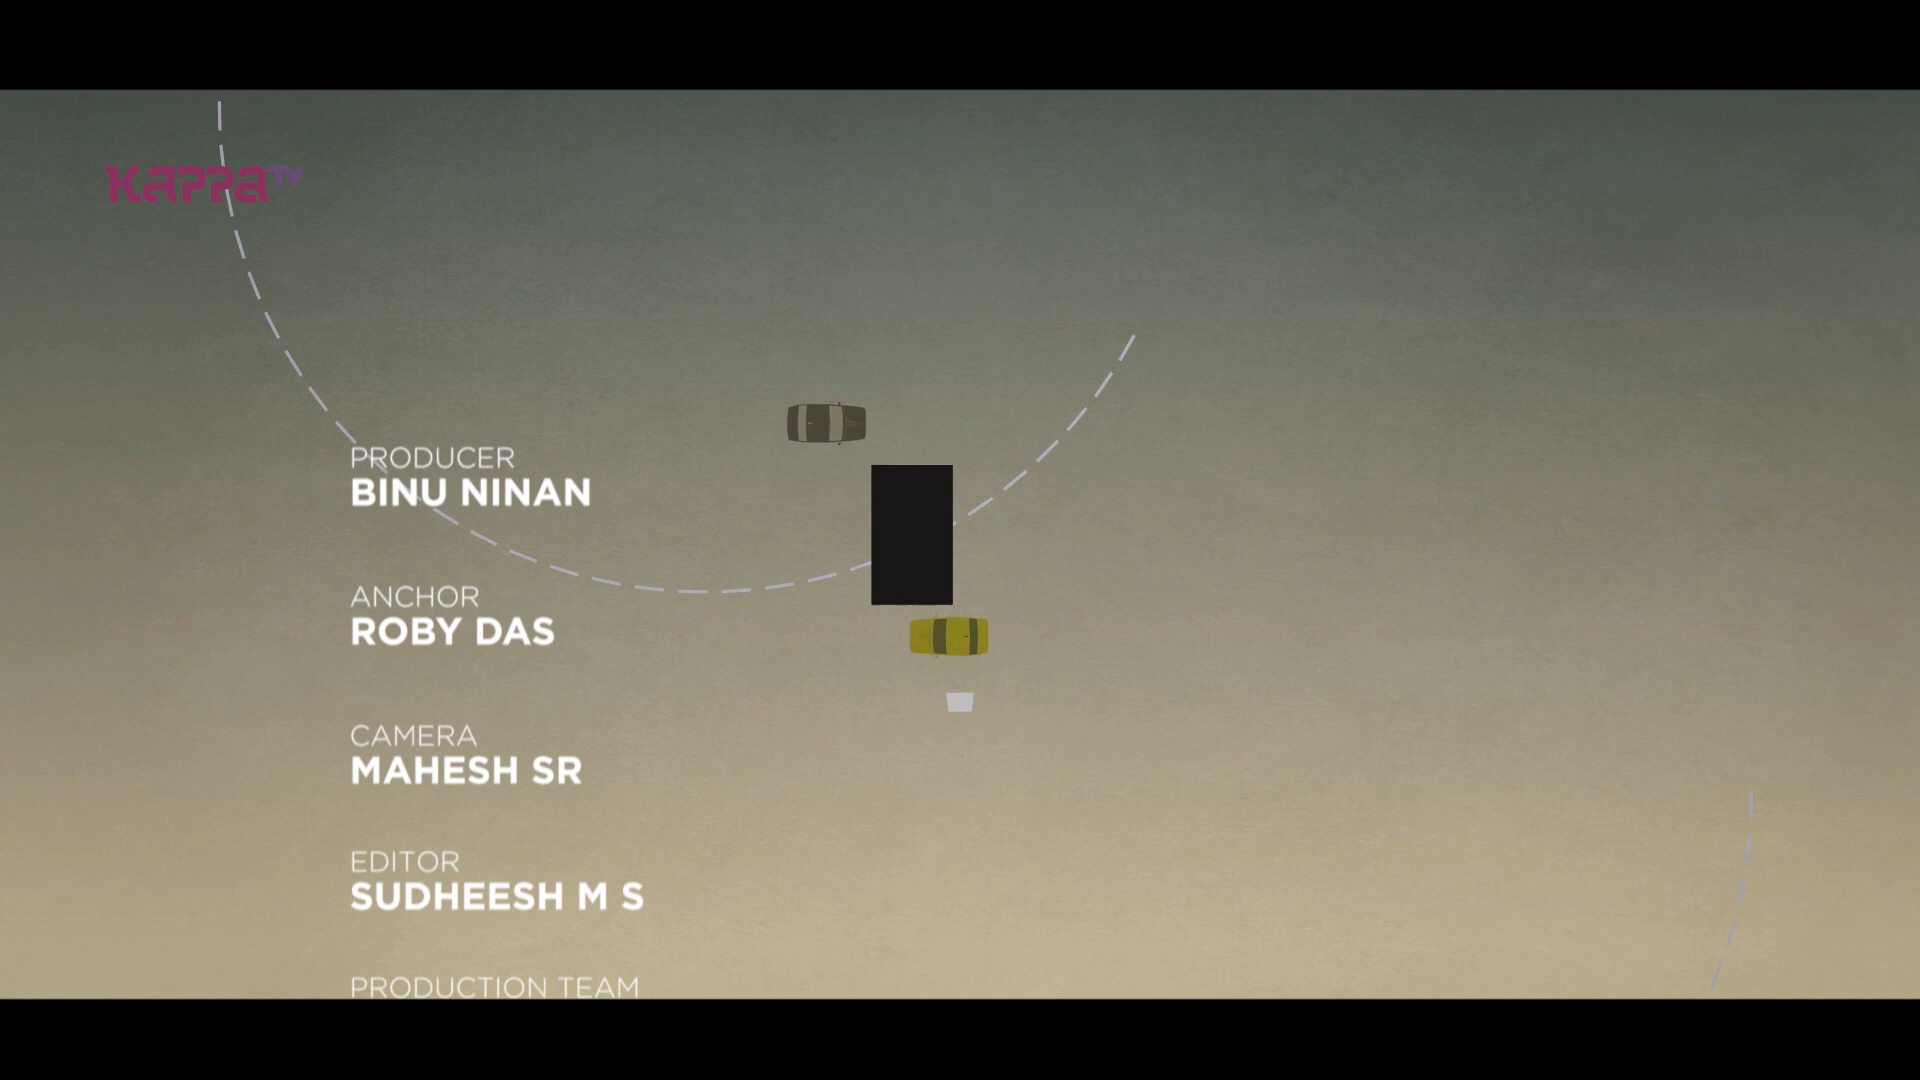 KAPPA TV
PRODUCER
BINU NINAN
ANCHOR
ROBY DAS
CAMERA
MAHESH SR
EDITOR
SUDHEESH M S
PRODUCTION TEAM